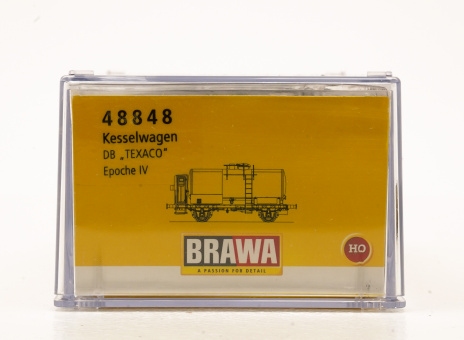 48848
Kesselwagen
DB „TEXACO“
Epoche IV
BRAWA
A PASSION FOR DETAIL
HO